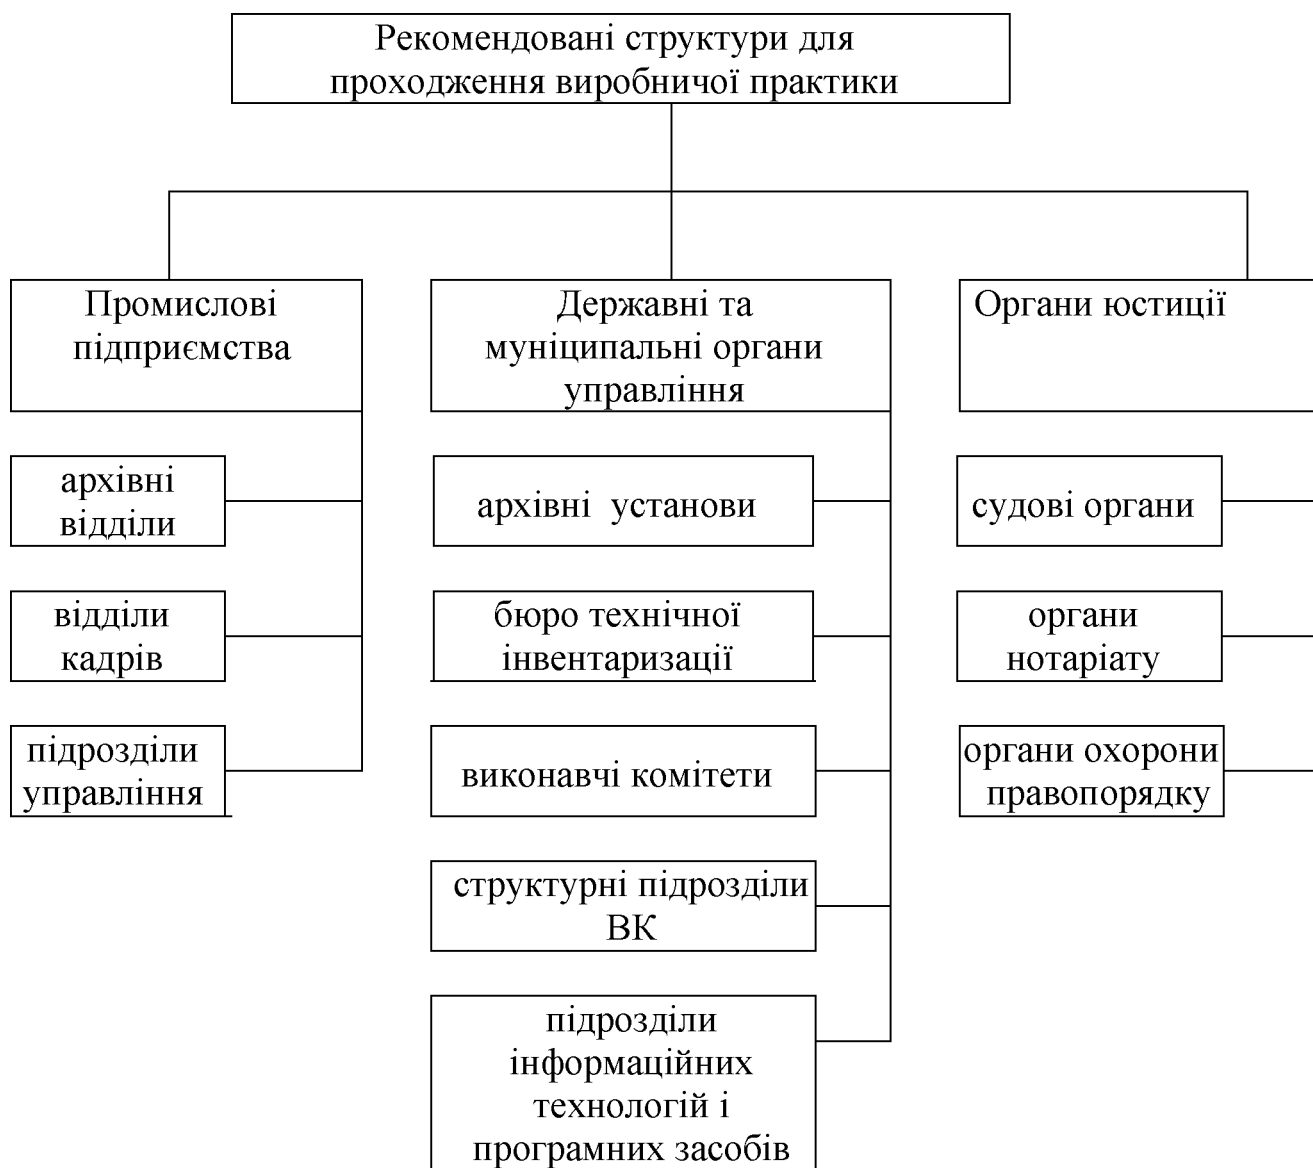 Рекомендовані структури для
проходження виробничої практики
Промислові
підприємства
архівні
відділи
відділи
кадрів
підрозділи
управління
Державні та
муніципальні органи
управління
архівні установи
бюро технічної
інвентаризації
виконавчі комітети
структурні підрозділи
ВК
підрозділи
інформаційних
технологій і
програмних засобів
Органи юстиції
судові органи
органи
нотаріату
органи охорони
правопорядку